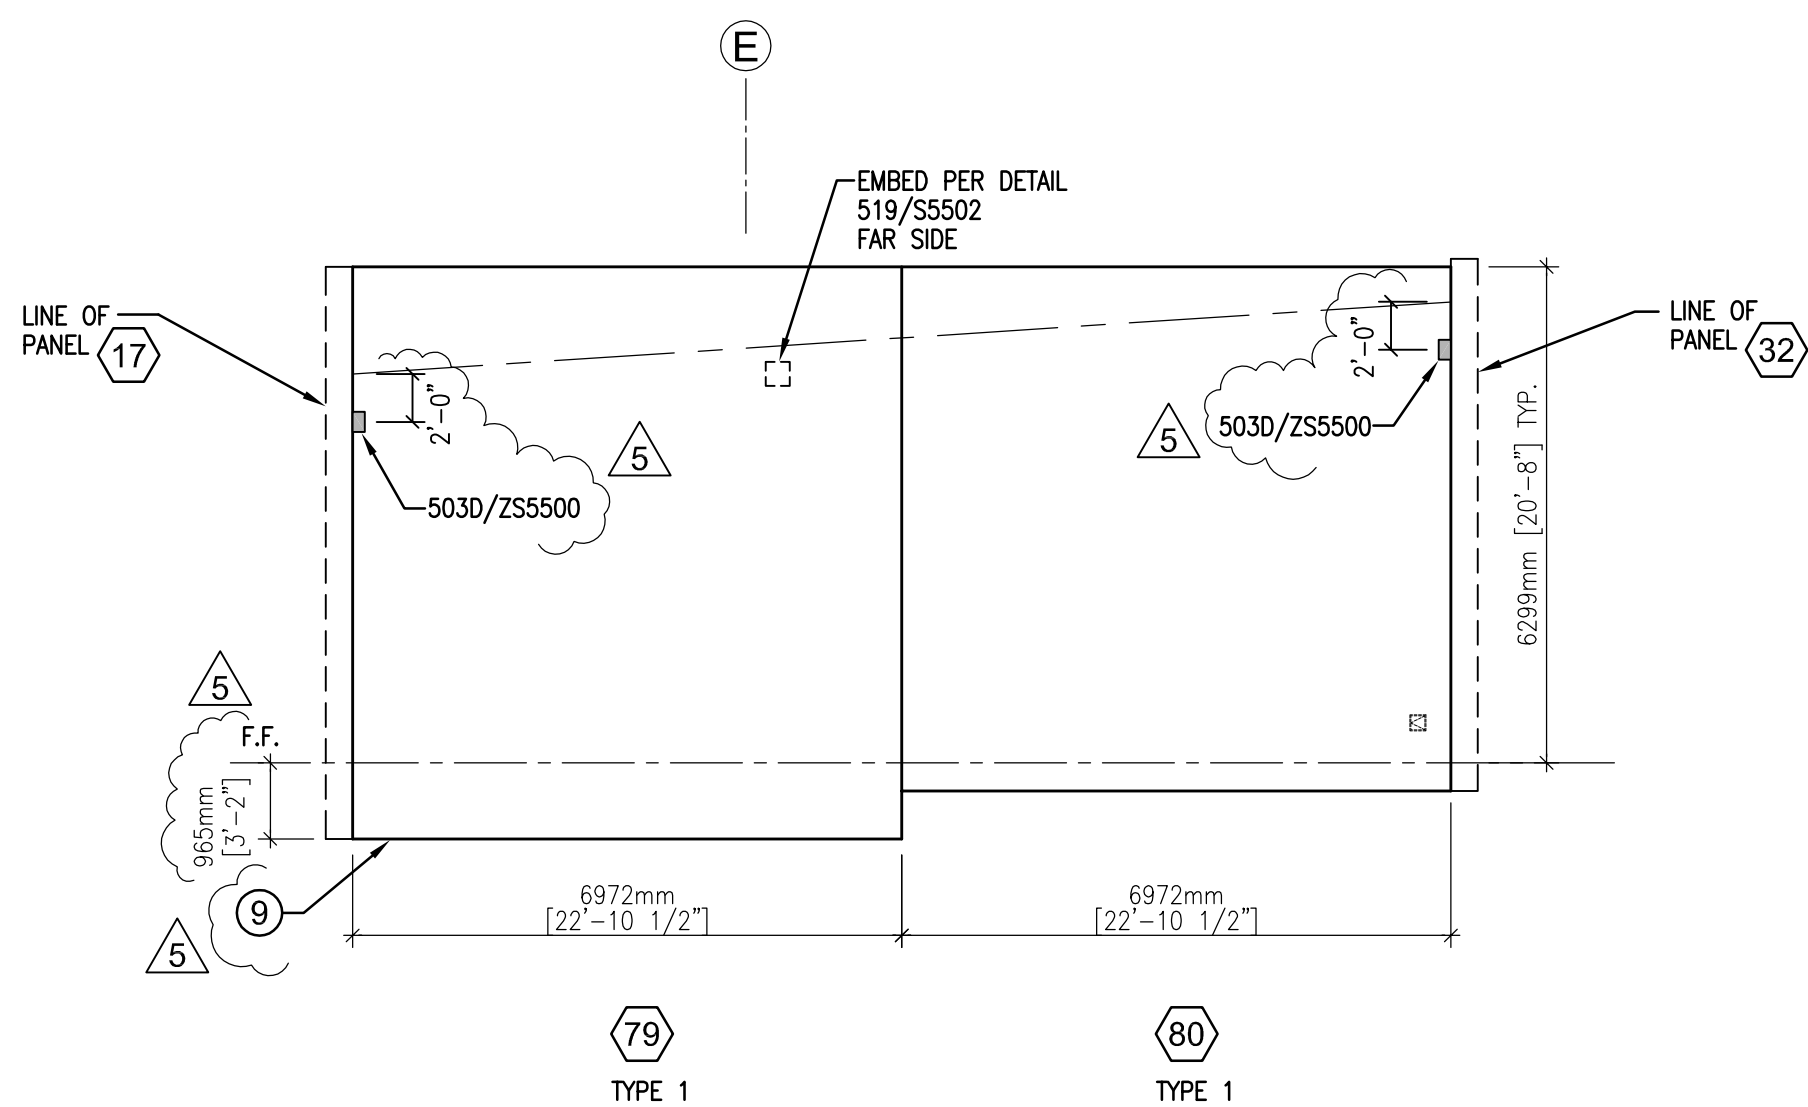 E
EMBED PER DETAIL
519/S5502
FAR SIDE
LINE OF
PANEL 17
LINE OF
PANEL 32
2'-0"
2'-0"
5
5
503D/ZS5500
503D/ZS5500
6299mm [20'-8"] TYP.
5
F.F.
965mm
[3'-2"]
9
5
6972mm
[22'-10 1/2"]
6972mm
[22'-10 1/2"]
79
TYPE 1
80
TYPE 1